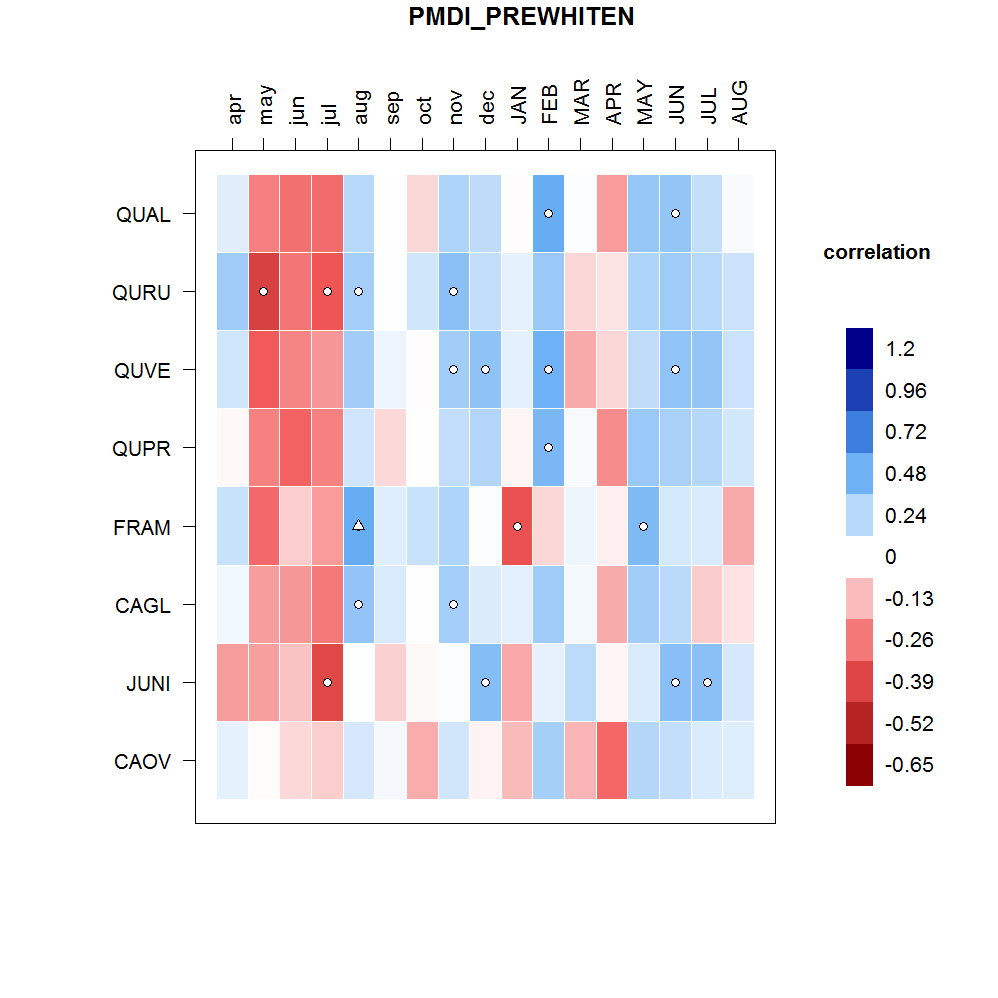 PMDI_PREWHITEN
apr may jun jul aug sep oct nov dec JAN FEB MAR APR MAY JUN JUL AUG
QUAL
QURU
QUVE
QUPR
FRAM
CAGL
JUNI
CAOV
correlation
1.2
0.96
0.72
0.48
0.24
0
-0.13
-0.26
-0.39
-0.52
-0.65